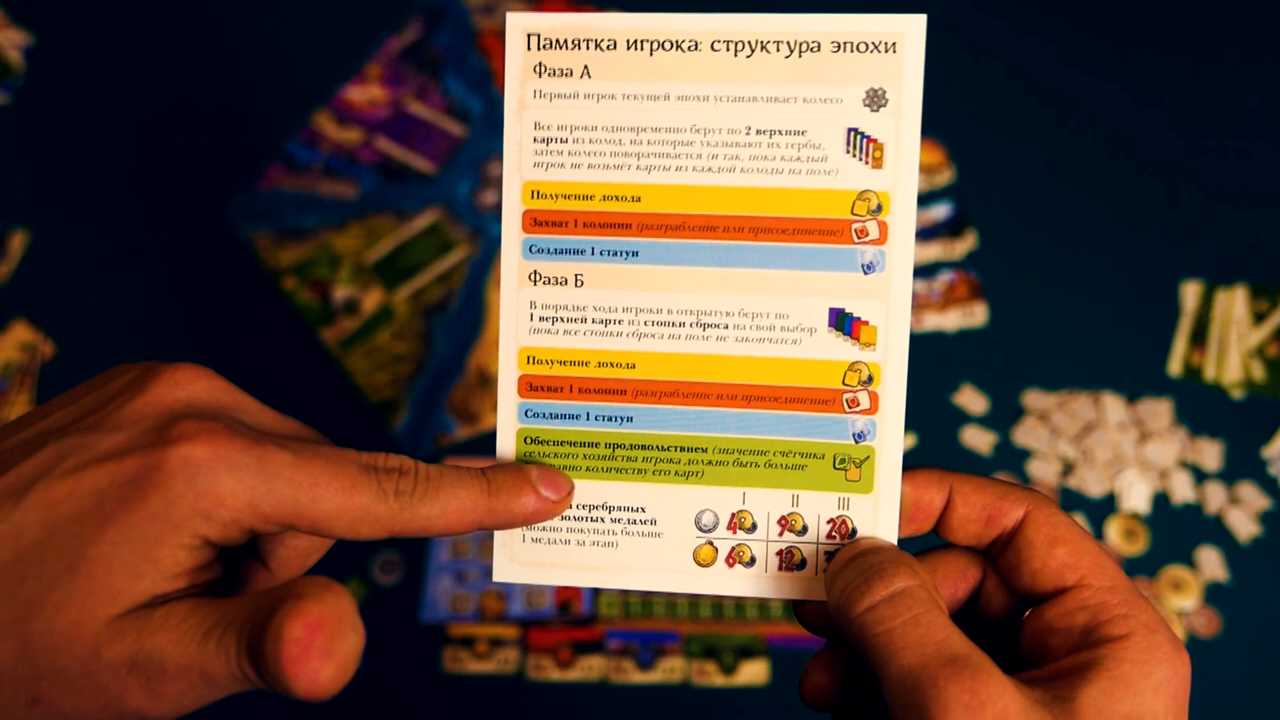 Памятка игрока: структура эпохи
Фаза А
Первый игрок текущей эпохи устанавливает колесо
Все игроки одновременно берут по 2 верхние
карты из колод, на которые указывают их гербы,
затем колесо поворачивается (и так, пока каждый
игрок не возьмёт карты из каждой колоды на поле)
Получение дохода
Захват 1 колонии (разграбление или присоединение)
Создание 1 статуи
Фаза Б
В порядке хода игроки в открытую берут по
1 верхней карте из стопки сброса на свой выбор
(пока все стопки сброса на поле не закончатся)
Получение дохода
Захват 1 колонии (разграбление или присоединение)
Создание 1 статуи
Обеспечение продовольствием (значение счётчика
сельского хозяйства игрока должно быть больше
равно количеству его карт)
I II III
серебряных
4 9 20
золотых медалей
(можно покупать больше
6 12
1 медали за этап)